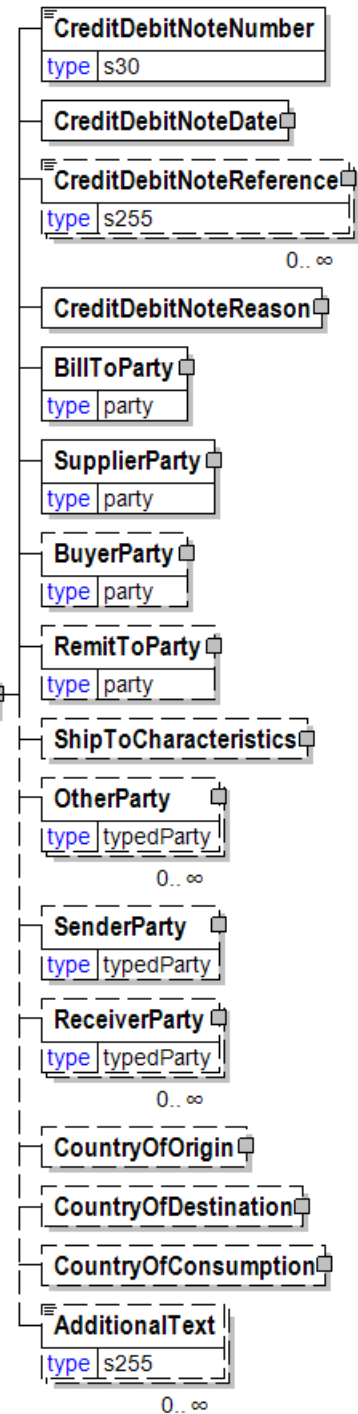 CreditDebitNoteNumber
type s30
CreditDebitNoteDate
CreditDebitNoteReference
type s255
0.. ∞
CreditDebitNoteReason
BillToParty
type party
SupplierParty
type party
BuyerParty
type party
RemitToParty
type party
ShipToCharacteristics
OtherParty
type typedParty
0.. ∞
SenderParty
type typedParty
ReceiverParty
type typedParty
0.. ∞
CountryOfOrigin
CountryOfDestination
CountryOfConsumption
AdditionalText
type s255
0.. ∞